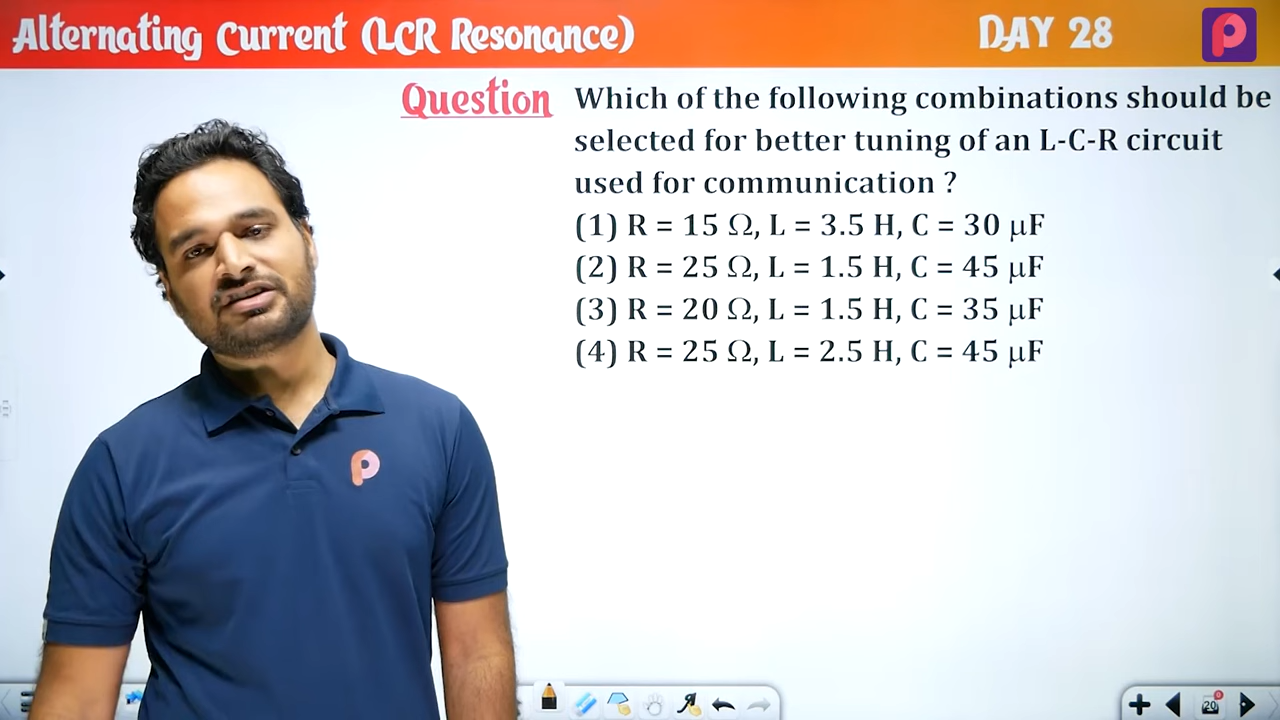 Alternating Current (LCR Resonance)
DAY 28
Question Which of the following combinations should be
selected for better tuning of an L-C-R circuit
used for communication ?
(1) R = 15 Ω, L = 3.5 H, C = 30 μF
(2) R = 25 Ω, L = 1.5 H, C = 45 μF
(3) R = 20 Ω, L = 1.5 H, C = 35 μF
(4) R = 25 Ω, L = 2.5 H, C = 45 μF
20